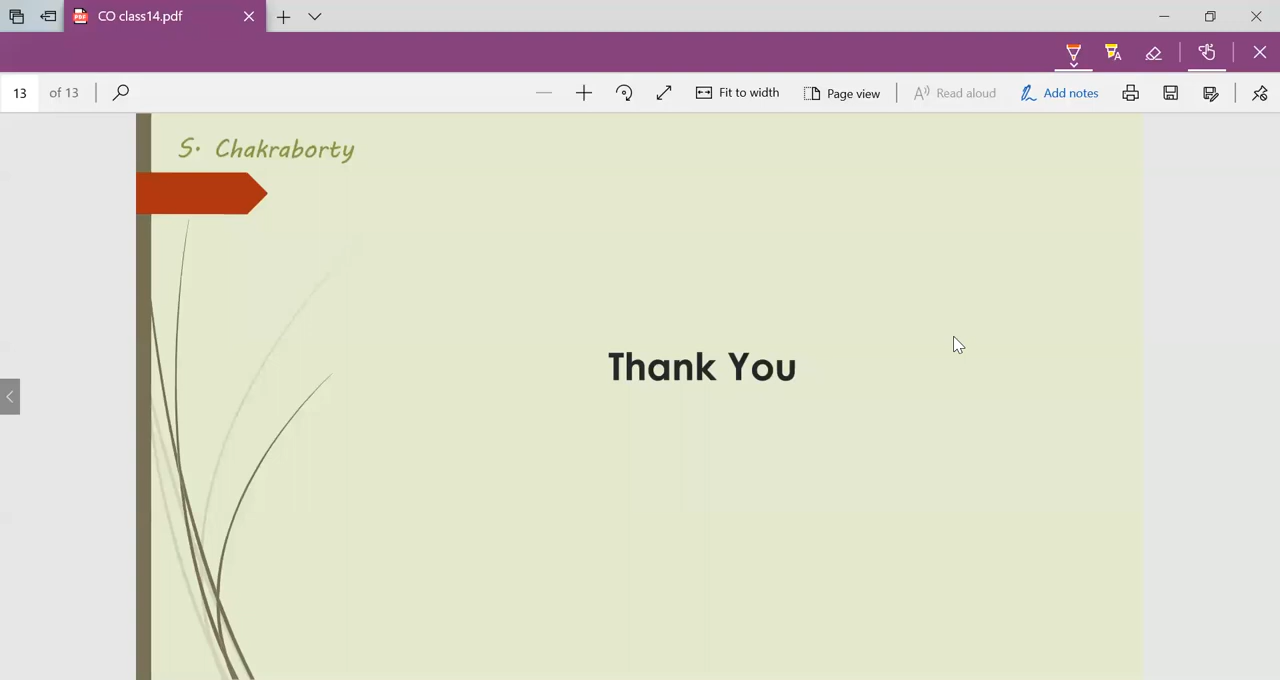 CO class14.pdf
13 of 13 Fit to width Page view Read aloud Add notes
S. Chakraborty
Thank You